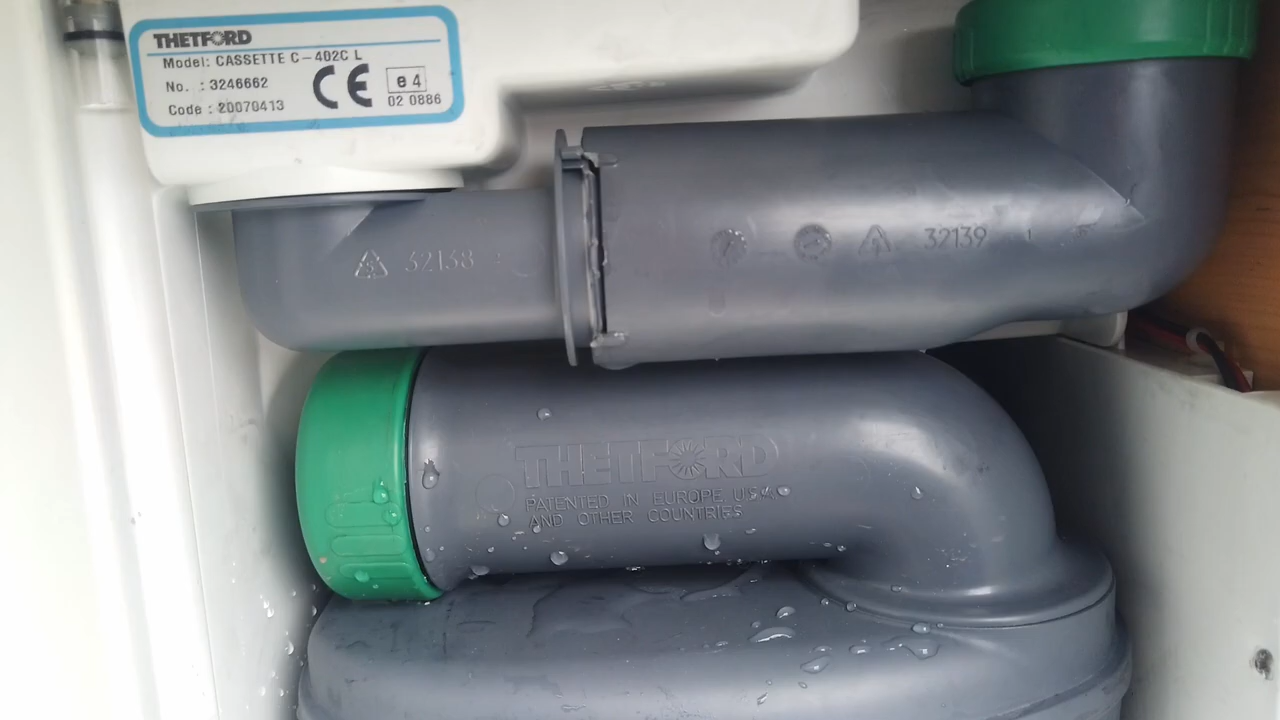 THETFORD
Model: CASSETTE C-402C L
No. : 3246662
Code : 20070413
CE
e4
02 0886
32138
32139
THETFORD
PATENTED IN EUROPE, U.S.A.
AND OTHER COUNTRIES